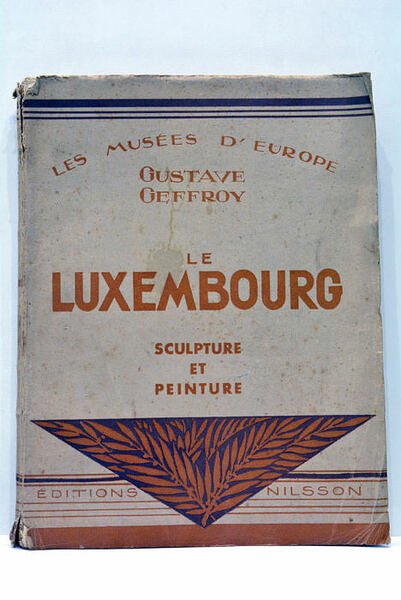 LES MUSÉES D'EUROPE
GUSTAVE
GEFFROY
LE
LUXEMBOURG
SCULPTURE
ET
PEINTURE
ÉDITIONS NILSSON